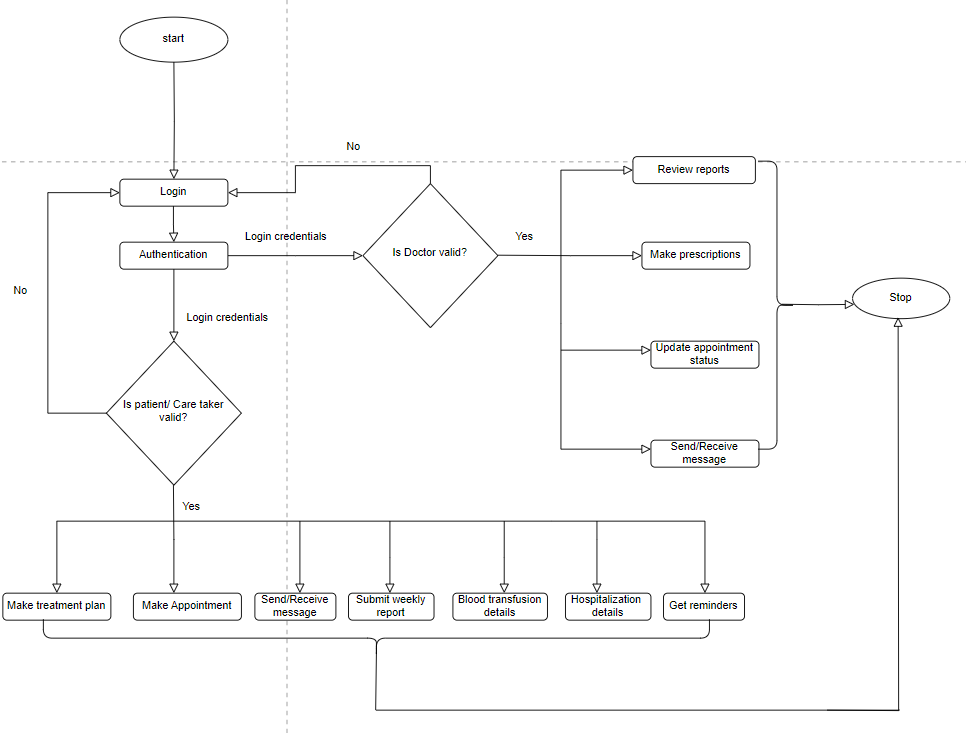 start
No
Login
Review reports
Login credentials
Yes
Is Doctor valid?
Authentication
Make prescriptions
No
Stop
Login credentials
Update appointment
status
Is patient/ Care taker
valid?
Send/Receive
message
Yes
Make treatment plan
Make Appointment
Send/Receive
message
Submit weekly
report
Blood transfusion
details
Hospitalization
details
Get reminders